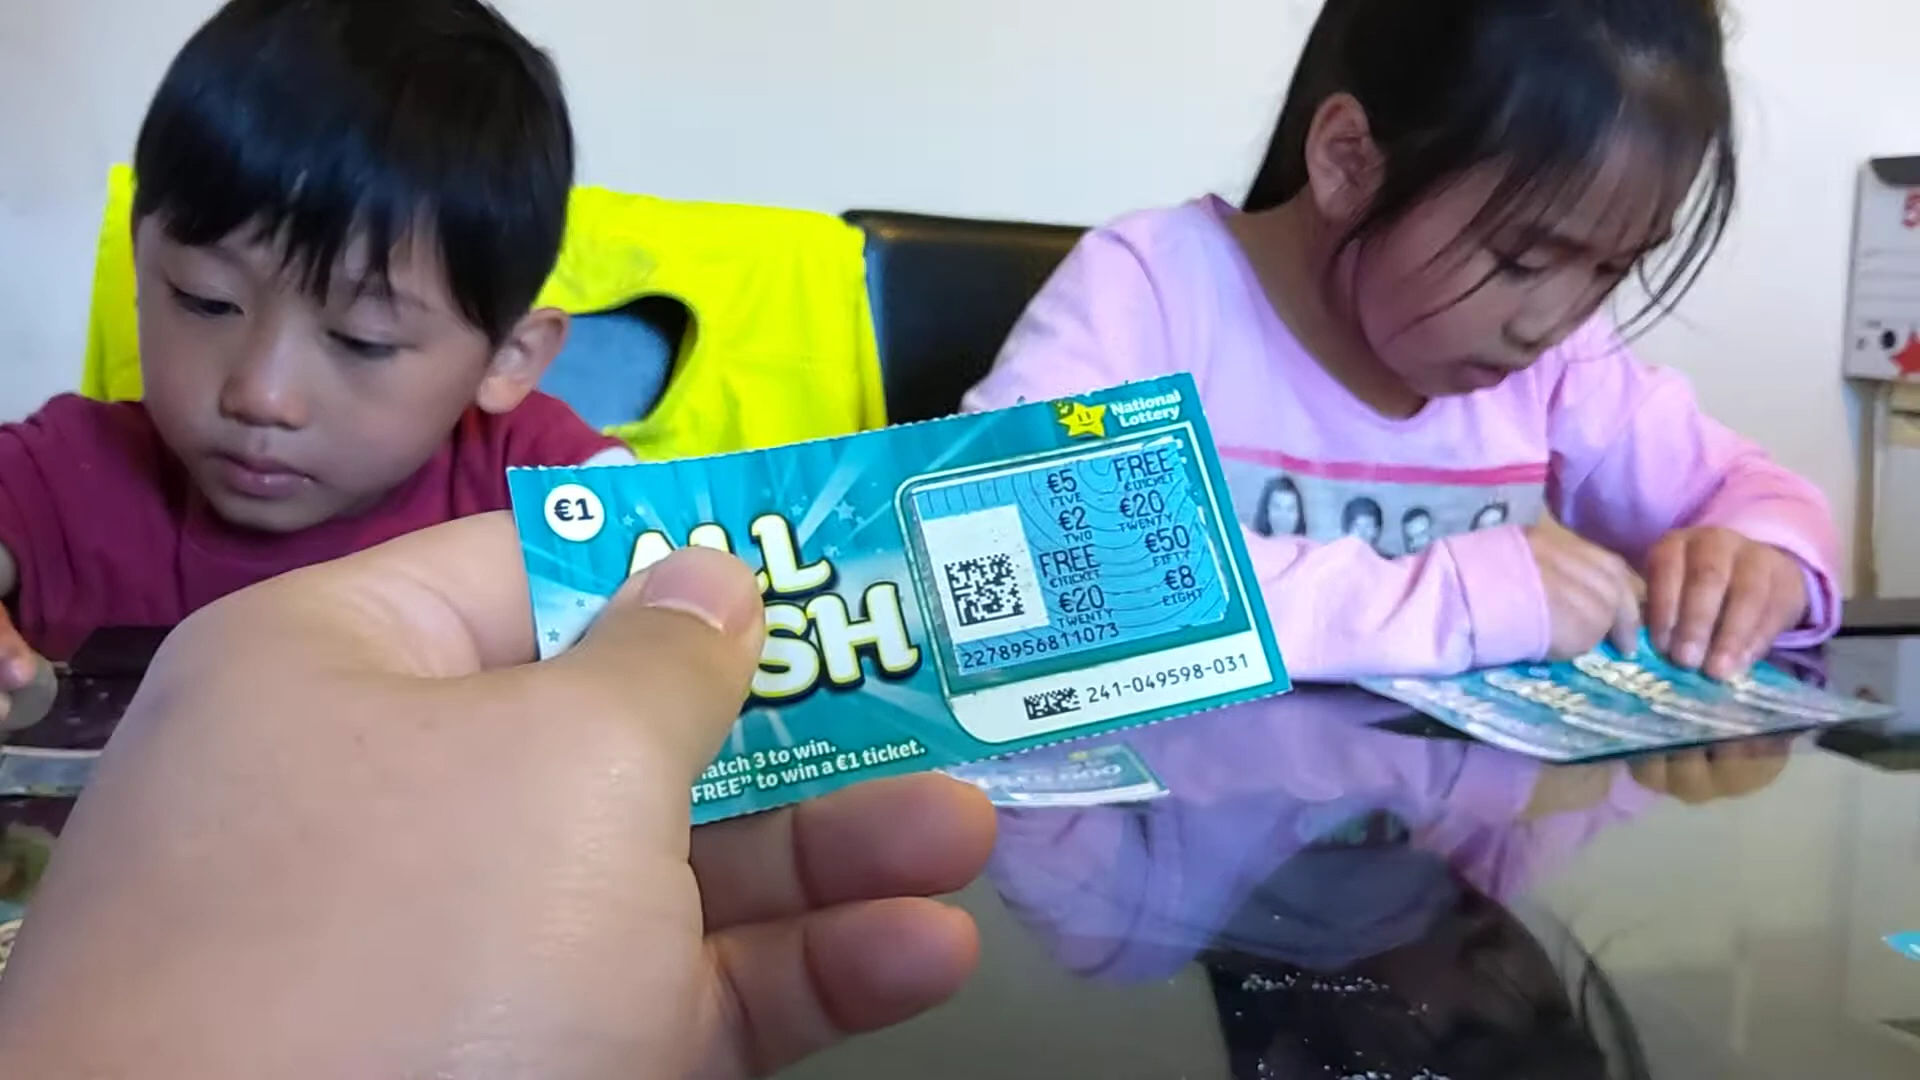 €1
ALL
National
Lottery
€5
FIVE
FREE
€TICKET
€2
TWO
€20
TWENTY
FREE
€TICKET
€50
FIFTY
€20
TWENTY
€8
EIGHT
2278956811073
241-049598-031
3 to win.
FREE" to win a €1 ticket.